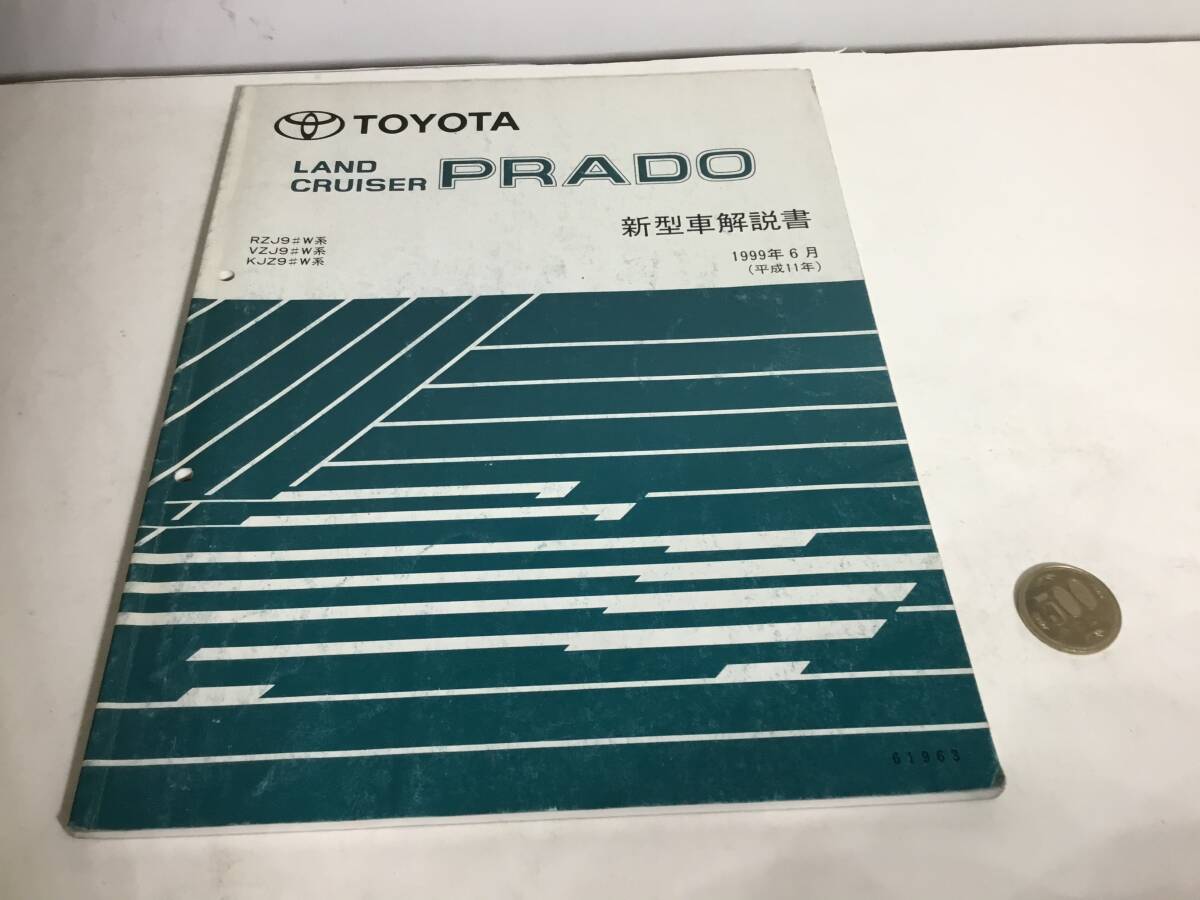 TOYOTA
LAND
CRUISER PRADO
新型車解説書
1999年6月
(平成11年)
RZJ9♯W系
VZJ9♯W系
KJZ9♯W系
61963
500